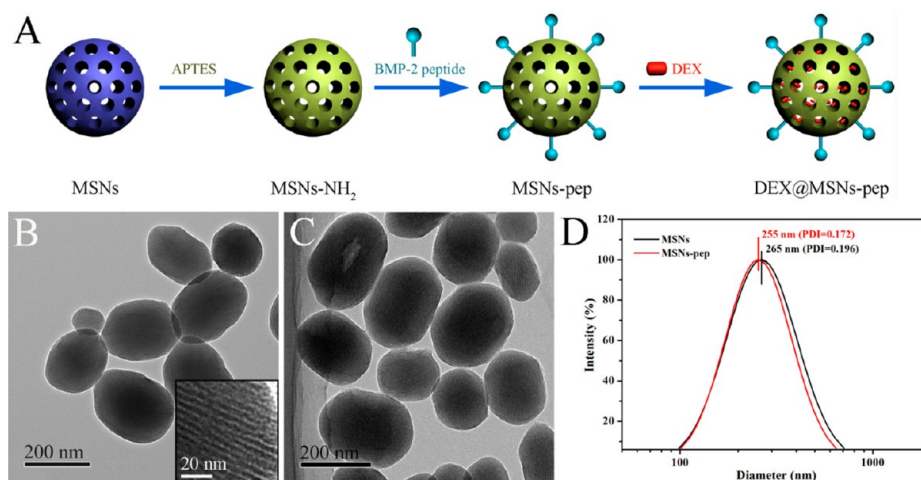 A
APTES
BMP-2 peptide
DEX
MSNs
MSNs-NH₂
MSNs-pep
DEX@MSNs-pep
B
200 nm
20 nm
C
200 nm
D
120
100
80
60
40
20
Intensity (%)
MSNs
MSNs-pep
255 nm (PDI=0.172)
265 nm (PDI=0.196)
100
1000
Diameter (nm)